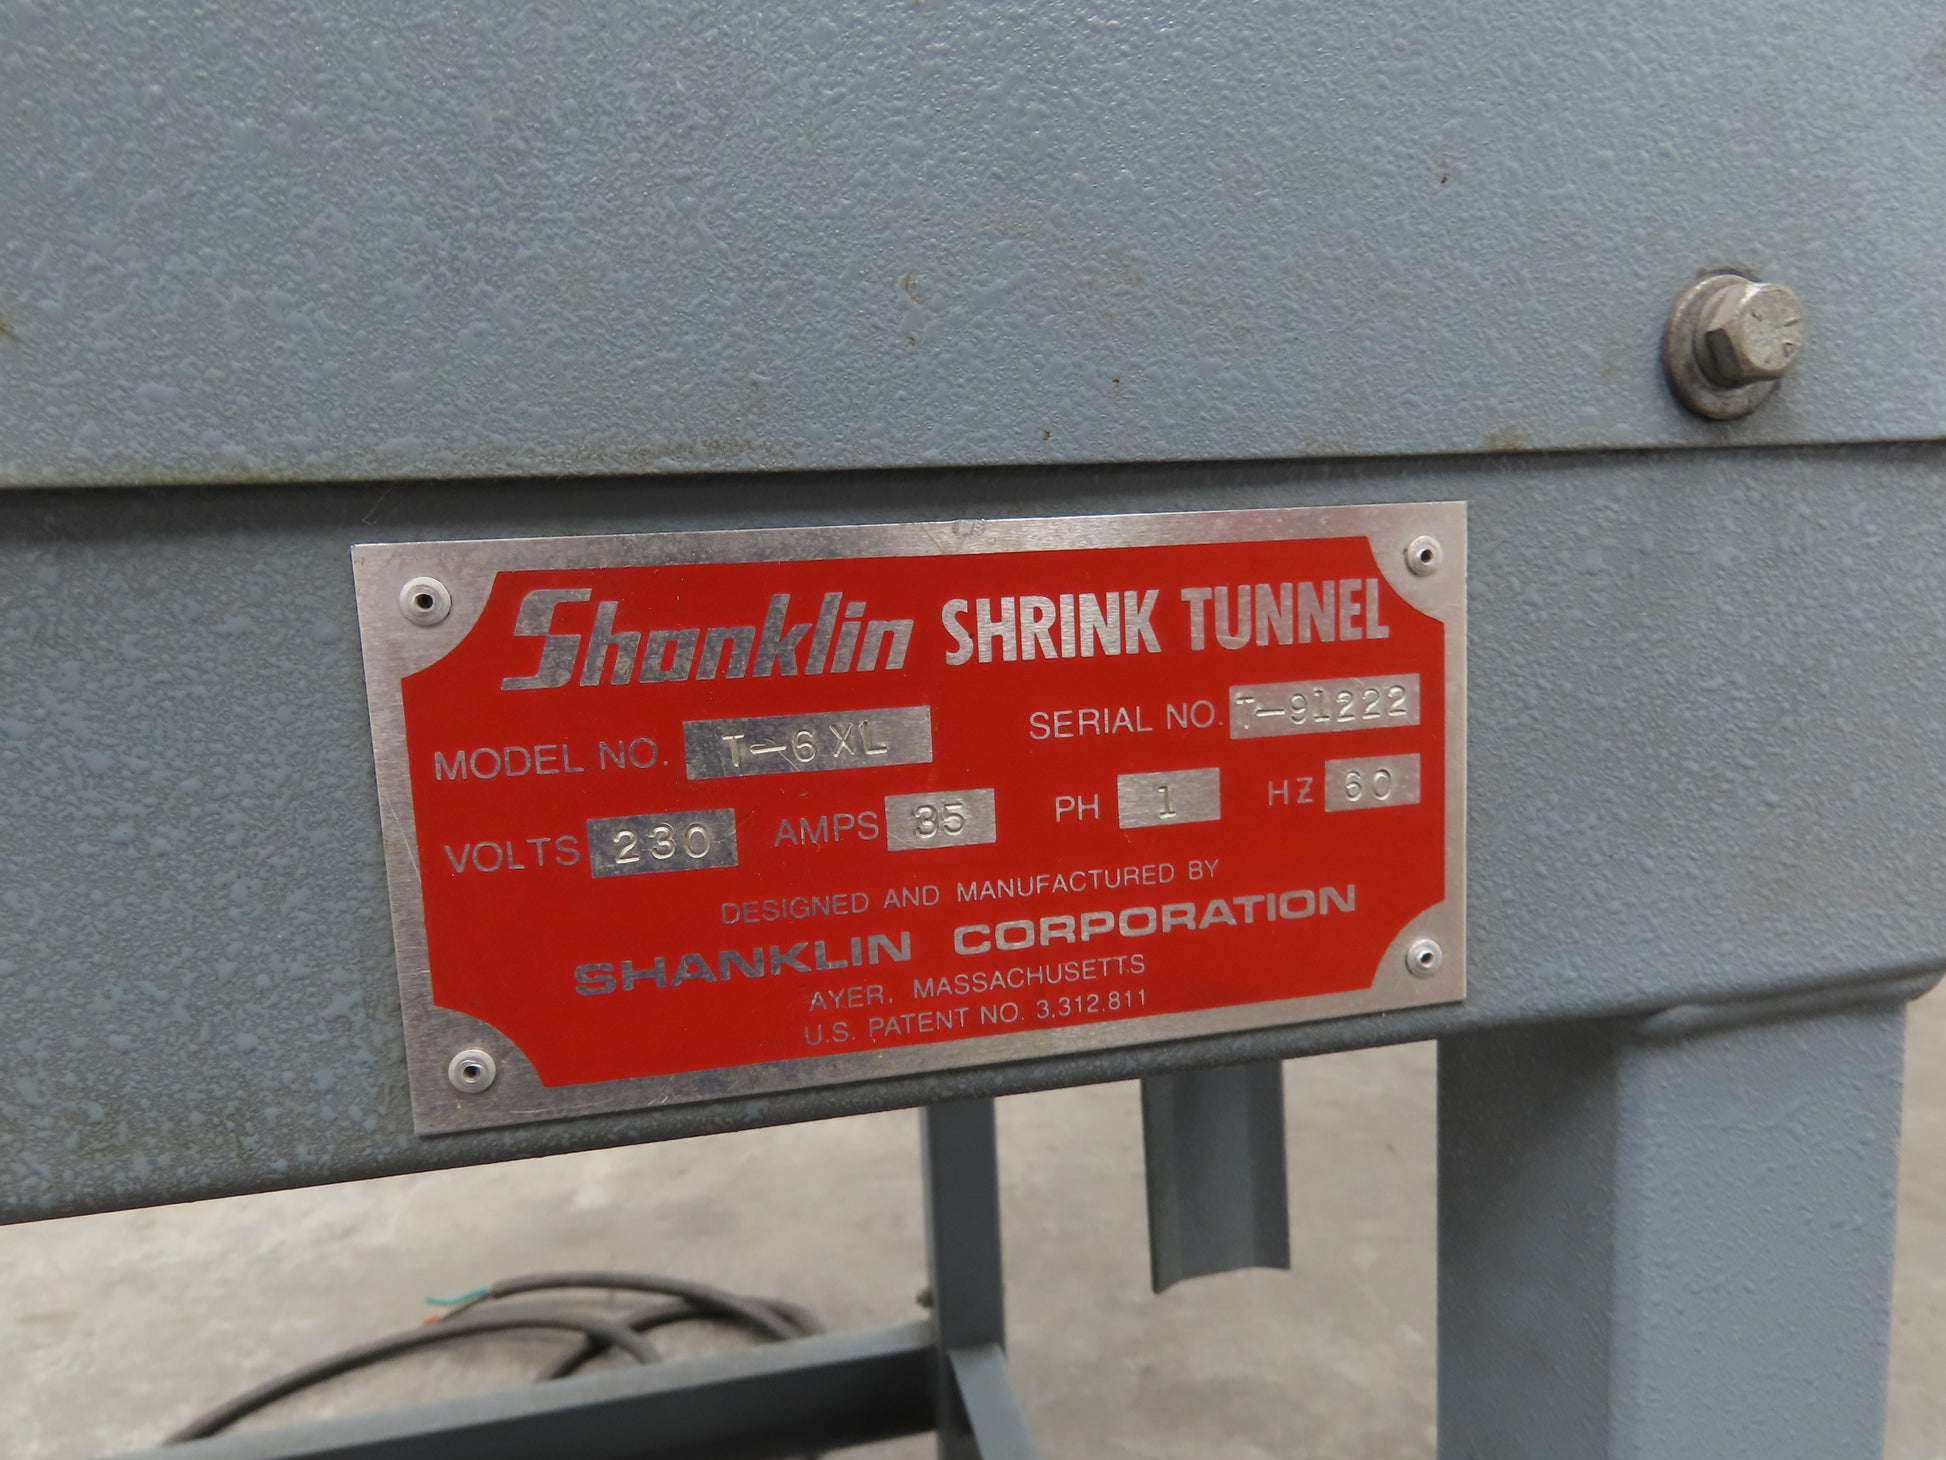 Shanklin SHRINK TUNNEL
MODEL NO. T-6XL SERIAL NO. T-91222
VOLTS 230 AMPS 35 PH 1 HZ 60
DESIGNED AND MANUFACTURED BY
SHANKLIN CORPORATION
AYER, MASSACHUSETTS
U.S. PATENT NO. 3,312,811